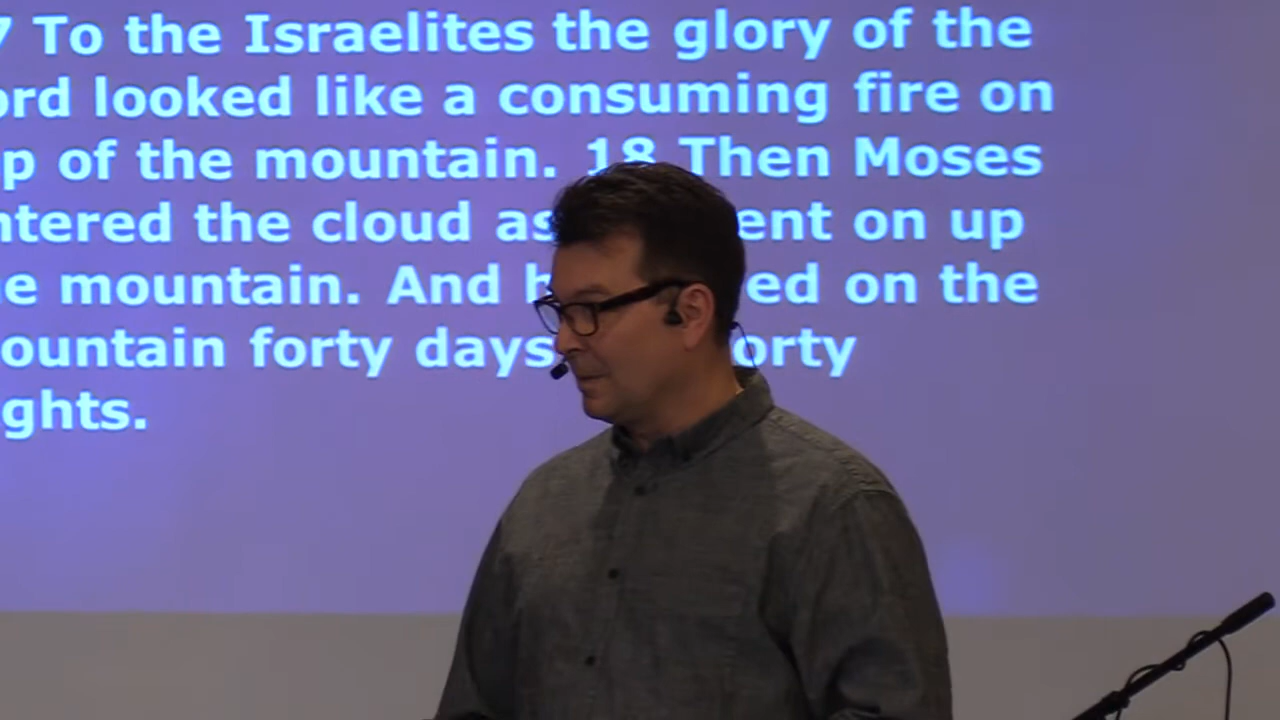 7 To the Israelites the glory of the
ord looked like a consuming fire on
p of the mountain. 18 Then Moses
ntered the cloud as ent on up
e mountain. And h ed on the
ountain forty days orty
ghts.